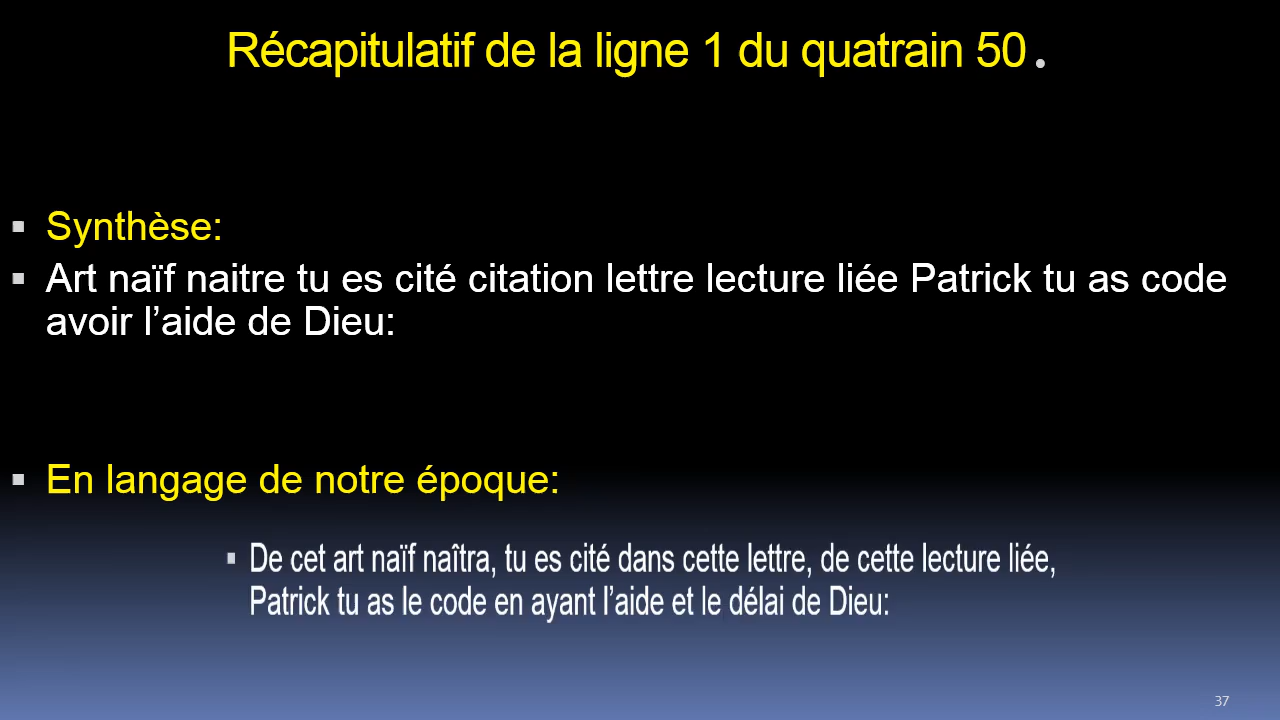 Récapitulatif de la ligne 1 du quatrain 50.
Synthèse:
Art naïf naitre tu es cité citation lettre lecture liée Patrick tu as code
avoir l’aide de Dieu:
En langage de notre époque:
De cet art naïf naîtra, tu es cité dans cette lettre, de cette lecture liée,
Patrick tu as le code en ayant l’aide et le délai de Dieu:
37